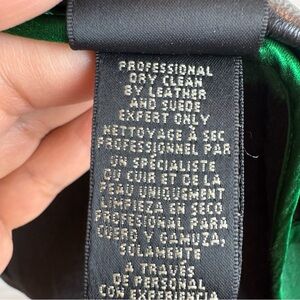 PROFESSIONAL
DRY CLEAN
BY LEATHER
AND SUEDE
EXPERT ONLY
NETTOYAGE À SEC
PROFESSIONNEL PAR
UN SPÉCIALISTE
DU CUIR ET DE LA
PEAU UNIQUEMENT
LIMPIEZA EN SECO
PROFESIONAL PARA
CUERO Y GAMUZA,
SOLAMENTE
A TRAVÉS
DE PERSONAL
CON EXPERIENCIA